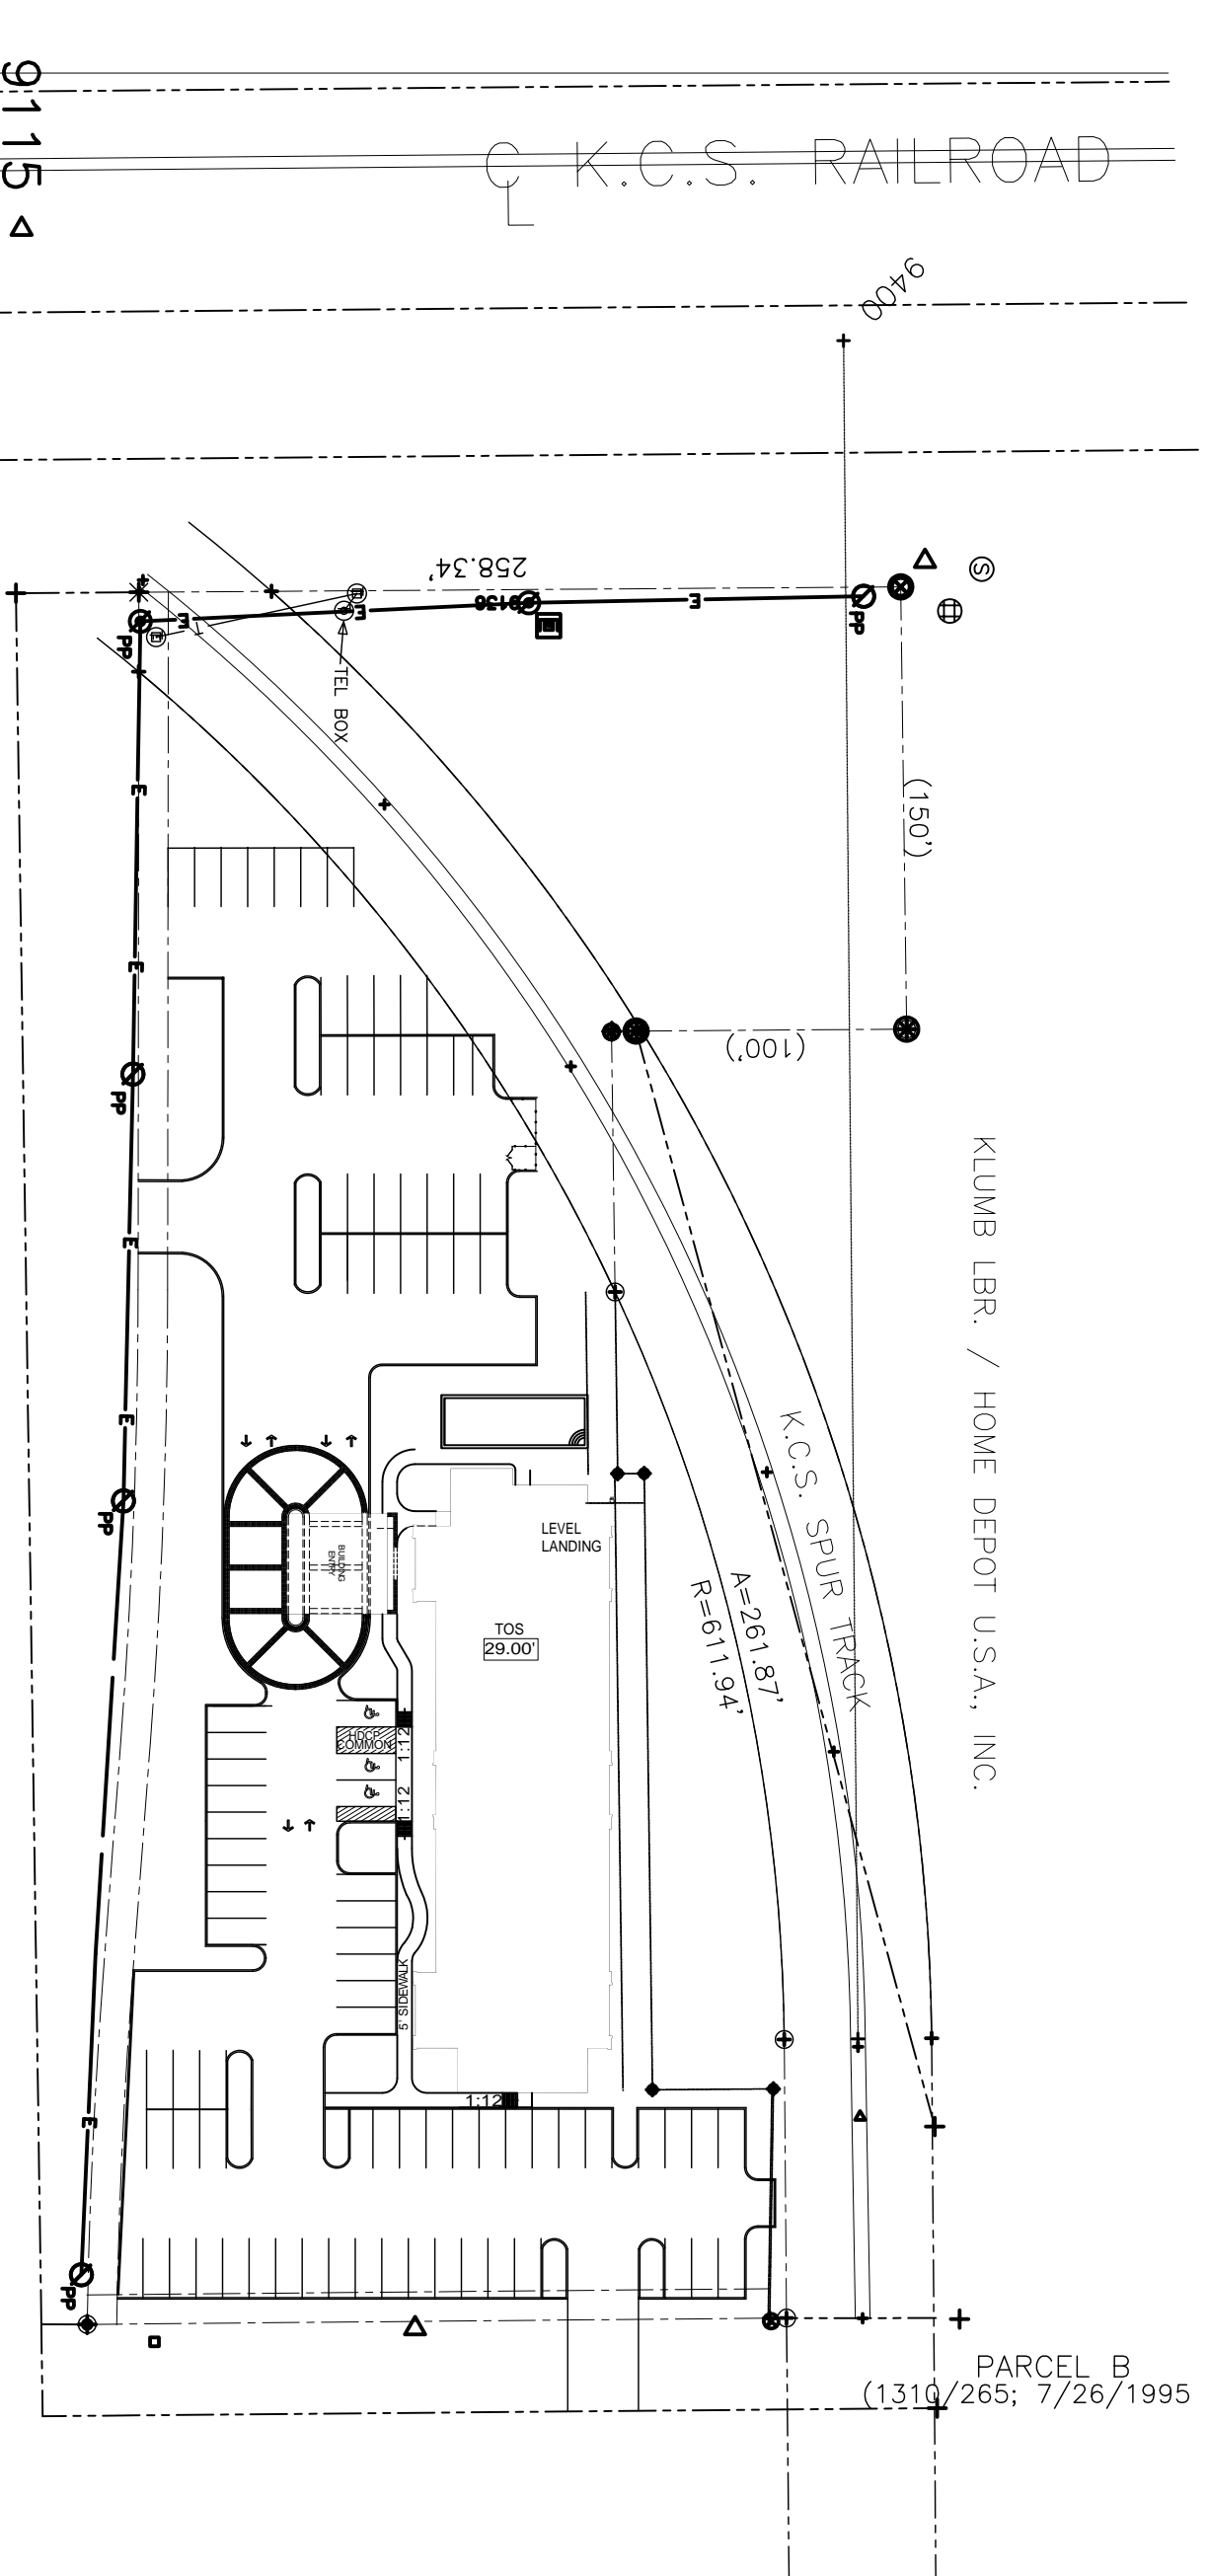 9115
C
L
K.C.S. RAILROAD
9400
258.34'
S
E
E
E
9136
PP
PP
T
E
TEL BOX
(150')
E
E
(100')
PP
KLUMB LBR. / HOME DEPOT U.S.A., INC.
E
E
K.C.S. SPUR TRACK
PP
LEVEL
LANDING
BUILDING
ENTRY
A=261.87'
R=611.94'
TOS
29.00'
HDCP
COMMON
1:12
1:12
5' SIDEWALK
1:12
E
PP
PARCEL B
(1310/265; 7/26/1995